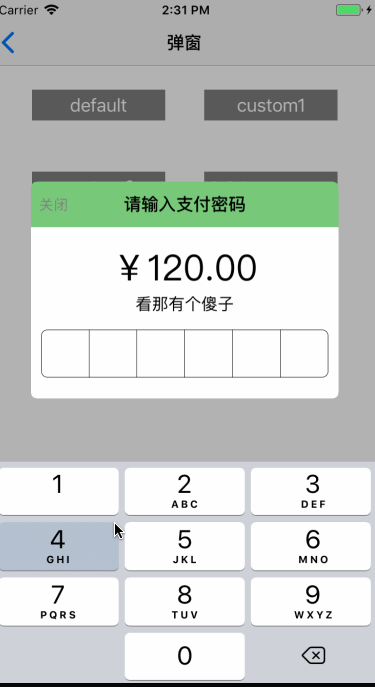 Carrier 2:31 PM
弹窗
default custom1
关闭 请输入支付密码
￥120.00
看那有个傻子
1 2 3
ABC DEF
4 5 6
GHI JKL MNO
7 8 9
PQRS TUV WXYZ
0